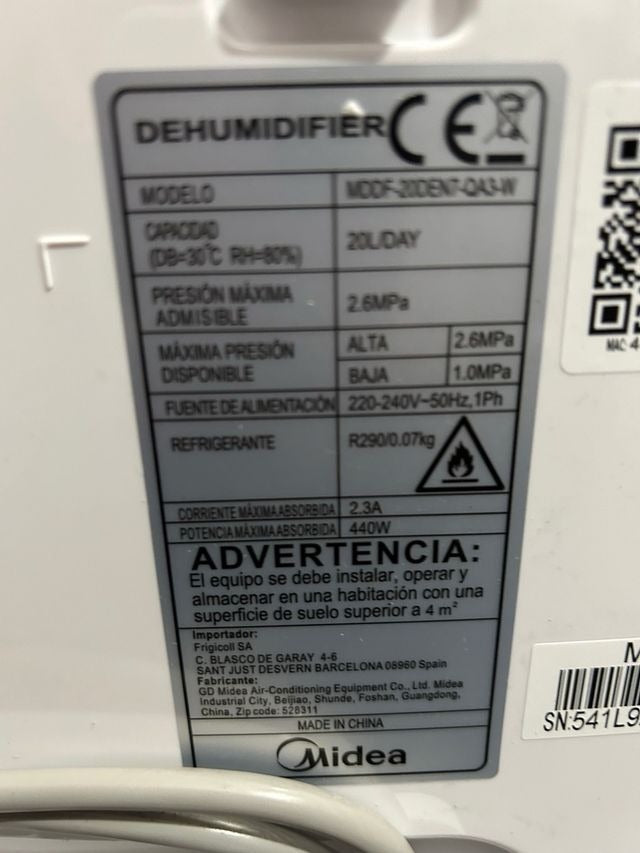 DEHUMIDIFIER CE
MODELO MDDF-20DEN7-QA3-W
CAPACIDAD
(DB=30°C RH=80%) 20L/DAY
PRESIÓN MÁXIMA
ADMISIBLE 2.6MPa
MÁXIMA PRESIÓN
DISPONIBLE
ALTA 2.6MPa
BAJA 1.0MPa
FUENTE DE ALIMENTACIÓN 220-240V~50Hz,1Ph
REFRIGERANTE R290/0.07kg
CORRIENTE MÁXIMA ABSORBIDA 2.3A
POTENCIA MÁXIMA ABSORBIDA 440W
ADVERTENCIA:
El equipo se debe instalar, operar y
almacenar en una habitación con una
superficie de suelo superior a 4 m²
Importador:
Frigicoll SA
C. BLASCO DE GARAY 4-6
SANT JUST DESVERN BARCELONA 08960 Spain
Fabricante:
GD Midea Air-Conditioning Equipment Co., Ltd. Midea
Industrial City, Beijiao, Shunde, Foshan, Guangdong,
China, Zip code: 528311
MADE IN CHINA
Midea
MAC-4
M
SN:541L9